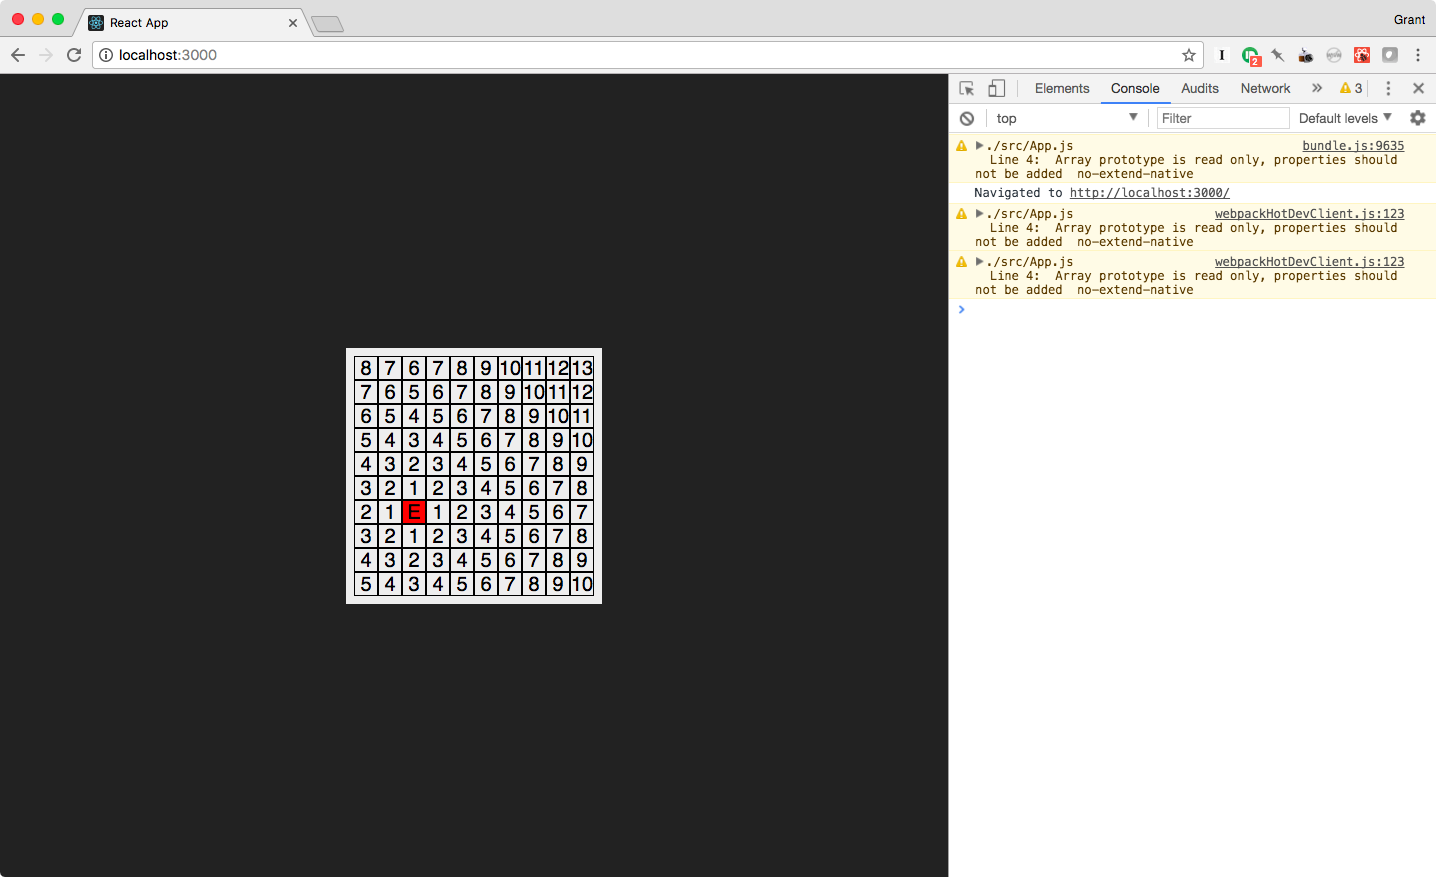 React App
Grant
localhost:3000
2
Elements Console Audits Network 3
top Filter Default levels
./src/App.js bundle.js:9635
Line 4: Array prototype is read only, properties should
not be added no-extend-native
Navigated to http://localhost:3000/
./src/App.js webpackHotDevClient.js:123
Line 4: Array prototype is read only, properties should
not be added no-extend-native
./src/App.js webpackHotDevClient.js:123
Line 4: Array prototype is read only, properties should
not be added no-extend-native
8 7 6 7 8 9 10 11 12 13
7 6 5 6 7 8 9 10 11 12
6 5 4 5 6 7 8 9 10 11
5 4 3 4 5 6 7 8 9 10
4 3 2 3 4 5 6 7 8 9
3 2 1 2 3 4 5 6 7 8
2 1 E 1 2 3 4 5 6 7
3 2 1 2 3 4 5 6 7 8
4 3 2 3 4 5 6 7 8 9
5 4 3 4 5 6 7 8 9 10